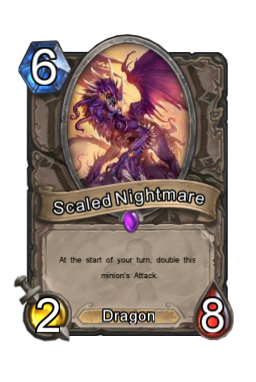 6
Scaled Nightmare
At the start of your turn, double this
minion's Attack.
2
Dragon
8